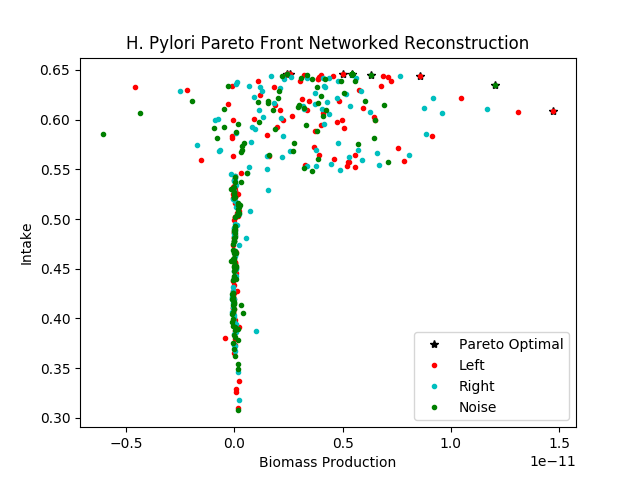 H. Pylori Pareto Front Networked Reconstruction
0.65
0.60
0.55
0.50
0.45
0.40
0.35
0.30
Intake
Pareto Optimal
Left
Right
Noise
−0.5 0.0 0.5 1.0 1.5
1e−11
Biomass Production